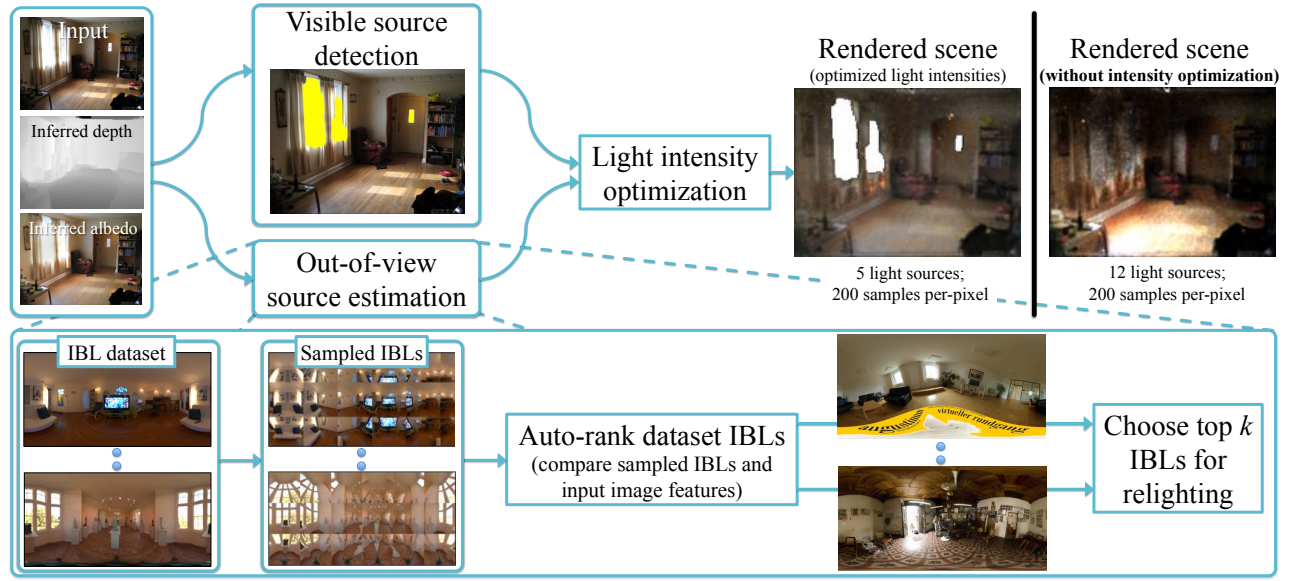 Input
Inferred depth
Inferred albedo
Visible source
detection
Out-of-view
source estimation
Light intensity
optimization
Rendered scene
(optimized light intensities)
5 light sources;
200 samples per-pixel
Rendered scene
(without intensity optimization)
12 light sources;
200 samples per-pixel
IBL dataset
Sampled IBLs
Auto-rank dataset IBLs
(compare sampled IBLs and
input image features)
augustinum
virtueller rundgang
Choose top k
IBLs for
relighting